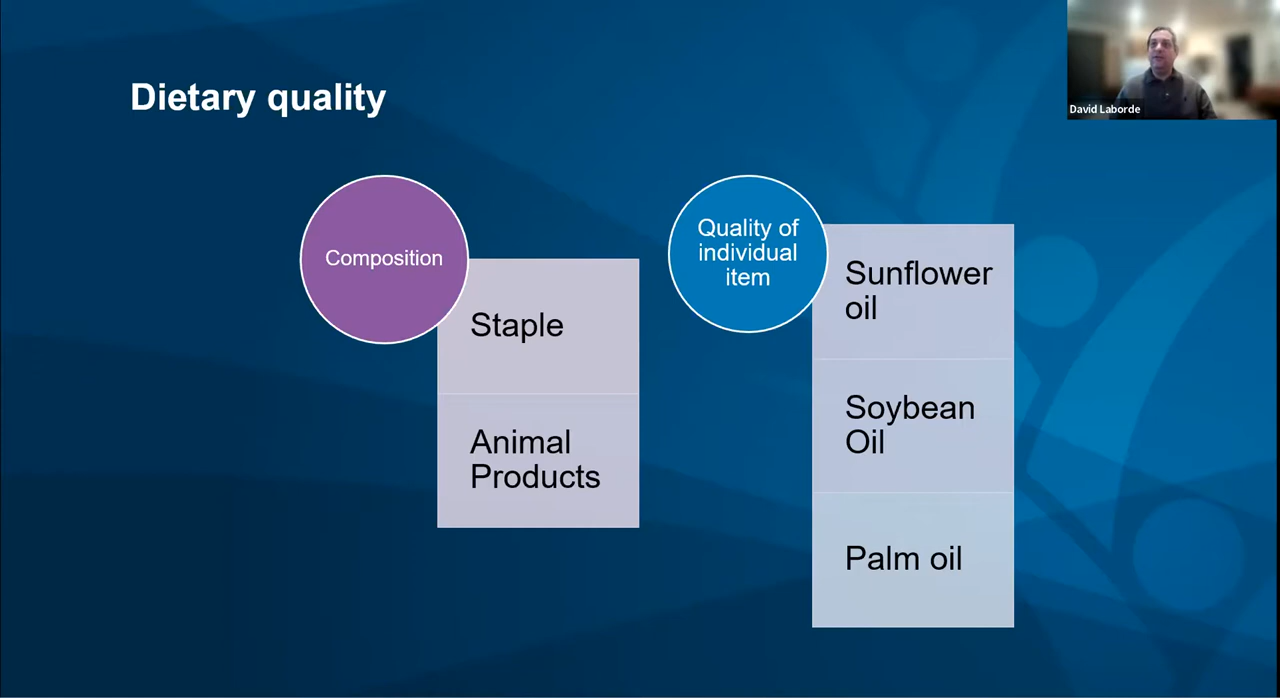 Dietary quality
David Laborde
Composition
Staple
Animal
Products
Quality of
individual
item
Sunflower
oil
Soybean
Oil
Palm oil